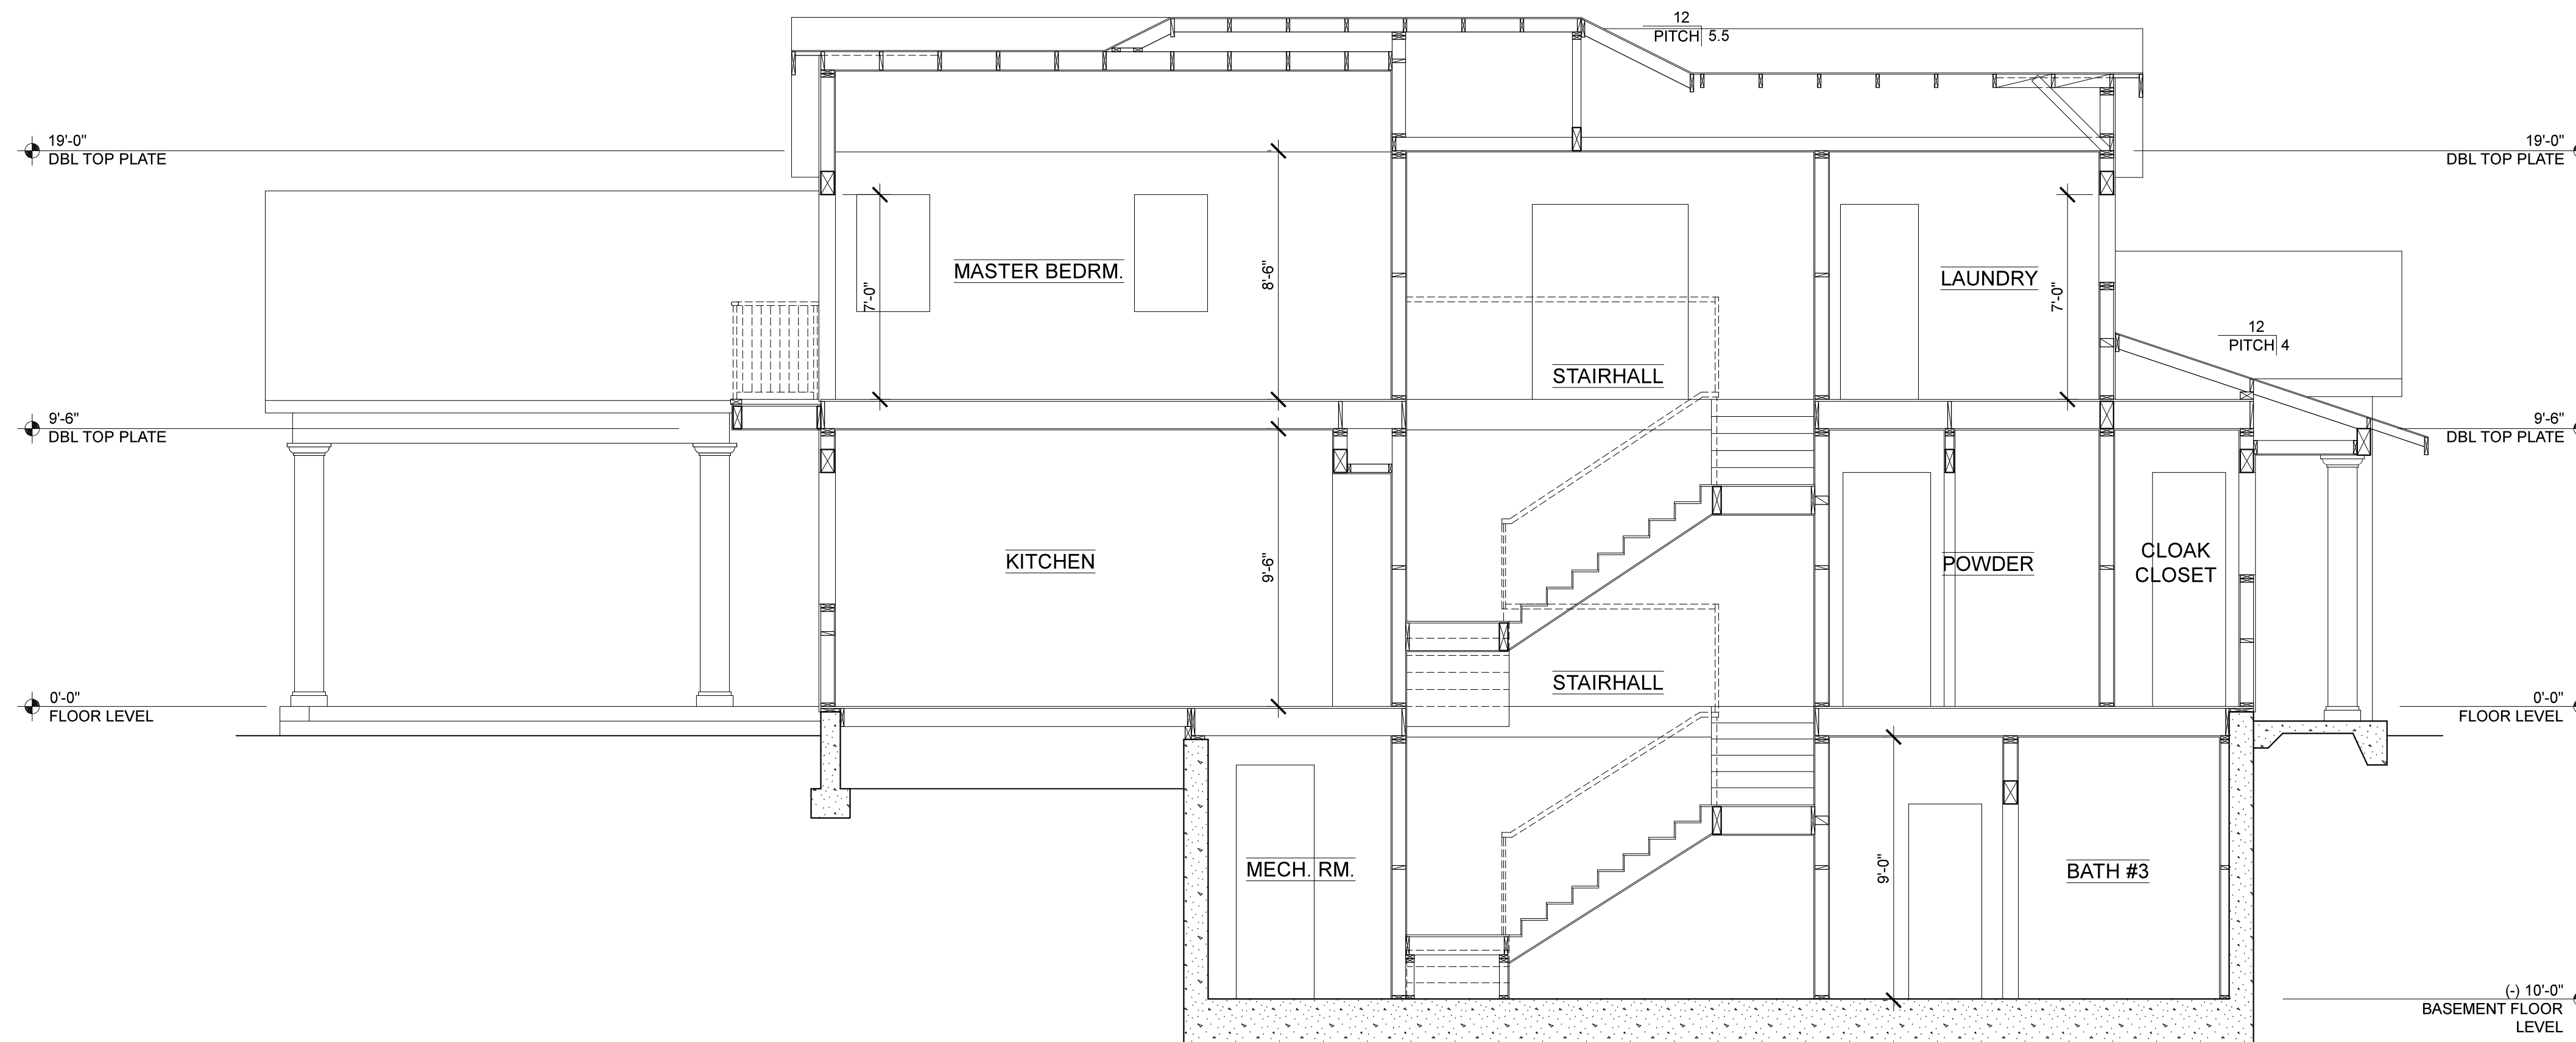 12
PITCH 5.5
19'-0"
DBL TOP PLATE
19'-0"
DBL TOP PLATE
MASTER BEDRM.
8'-6"
7'-0"
LAUNDRY
7'-0"
12
PITCH 4
STAIRHALL
9'-6"
DBL TOP PLATE
9'-6"
DBL TOP PLATE
KITCHEN
9'-6"
POWDER
CLOAK
CLOSET
STAIRHALL
0'-0"
FLOOR LEVEL
0'-0"
FLOOR LEVEL
MECH. RM.
9'-0"
BATH #3
(-) 10'-0"
BASEMENT FLOOR
LEVEL